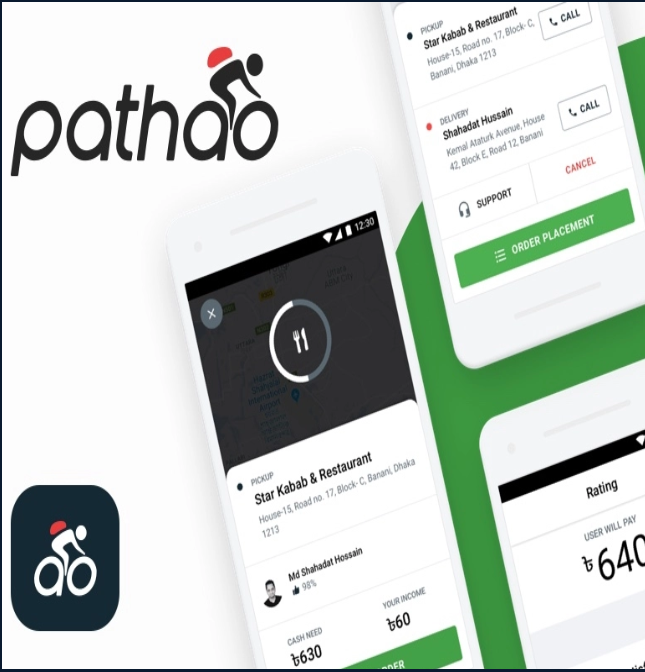 pathao
PICKUP
Star Kabab & Restaurant
House-15, Road no. 17, Block- C,
Banani, Dhaka 1213
CALL
DELIVERY
Shahadat Hussain
Kemal Ataturk Avenue, House
42, Block E, Road 12, Banani
CALL
SUPPORT
CANCEL
ORDER PLACEMENT
12:30
PICKUP
Star Kabab & Restaurant
House-15, Road no. 17, Block- C, Banani, Dhaka
1213
Md Shahadat Hossain
98%
CASH NEED
৳630
YOUR INCOME
৳60
Rating
USER WILL PAY
৳640